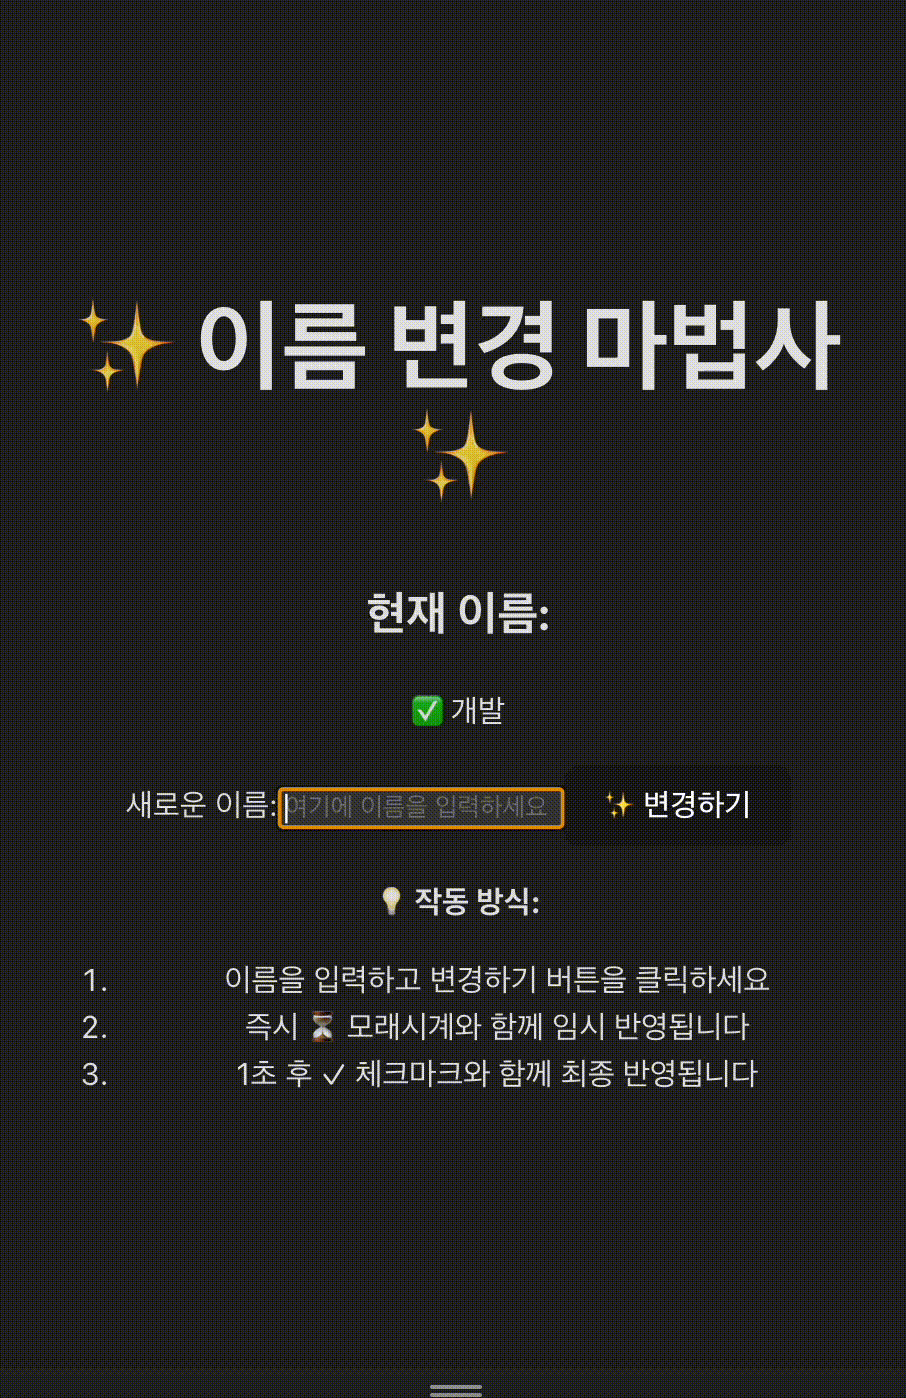 ✨ 이름 변경 마법사
✨
현재 이름:
✅ 개발
새로운 이름: 여기에 이름을 입력하세요 ✨ 변경하기
💡 작동 방식:
1. 이름을 입력하고 변경하기 버튼을 클릭하세요
2. 즉시 ⏳ 모래시계와 함께 임시 반영됩니다
3. 1초 후 ✓ 체크마크와 함께 최종 반영됩니다